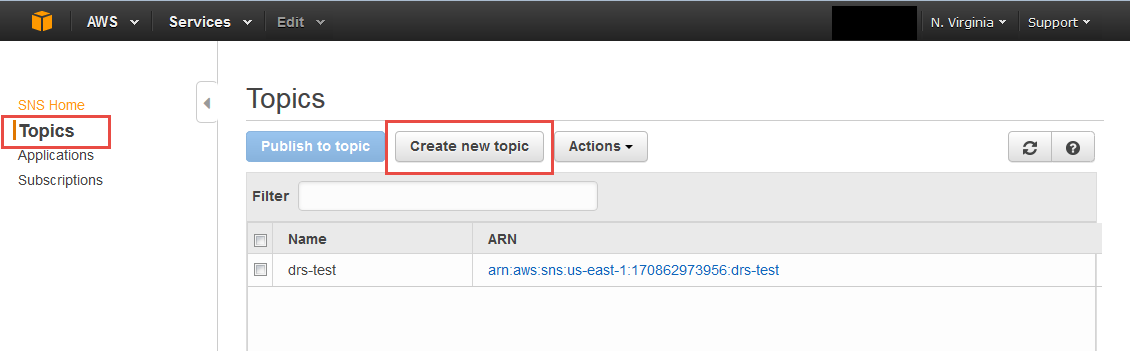 AWS Services Edit N. Virginia Support
SNS Home
Topics
Applications
Subscriptions
Topics
Publish to topic Create new topic Actions
Filter
Name ARN
drs-test arn:aws:sns:us-east-1:170862973956:drs-test